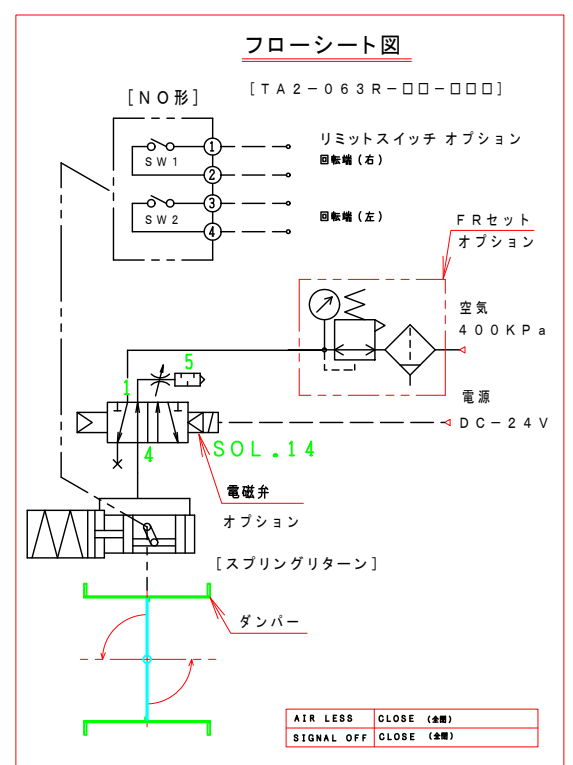 フローシート図
[TA2-063R-□□-□□□]
[NO形]
SW1
SW2
1
2
3
4
リミットスイッチ オプション
回転端(右)
回転端(左)
FRセット
オプション
空気
400KPa
電源
DC-24V
5
1
4
SOL.14
電磁弁
オプション
[スプリングリターン]
ダンパー
AIR LESS CLOSE (全閉)
SIGNAL OFF CLOSE (全閉)